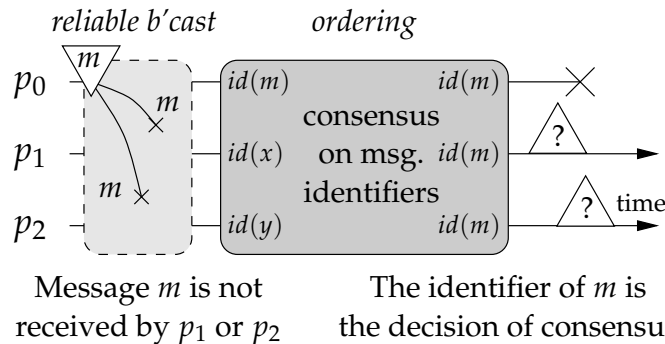 reliable b'cast ordering
m
p0 id(m) id(m)
m
consensus
?
p1 id(x) on msg. id(m)
m identifiers
? time
p2 id(y) id(m)
Message m is not
received by p1 or p2
The identifier of m is
the decision of consensu